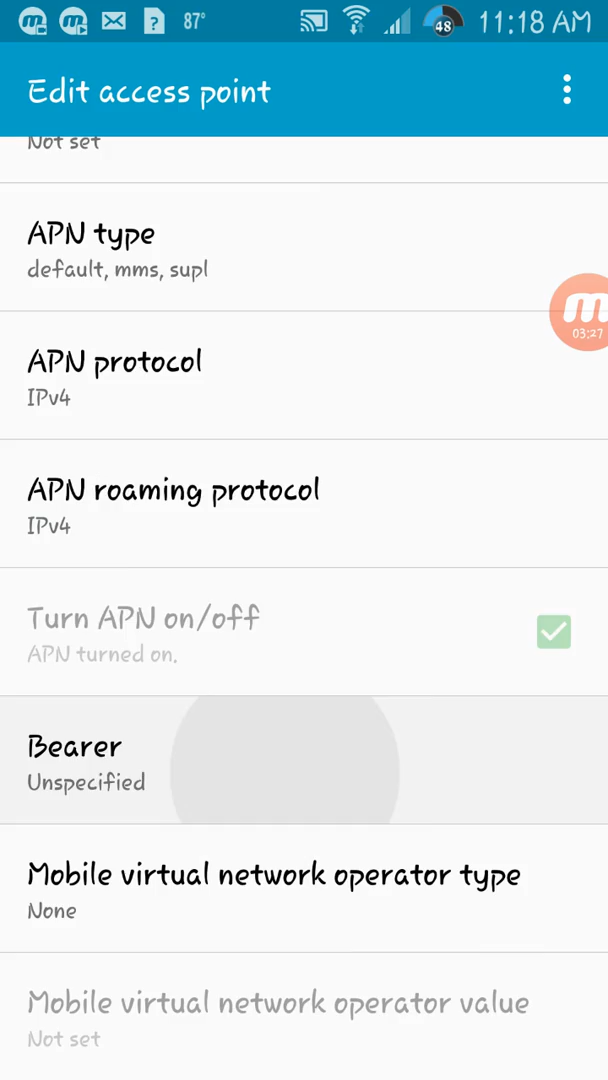 87°
48
11:18 AM
Edit access point
Not set
APN type
default, mms, supl
03:27
APN protocol
IPv4
APN roaming protocol
IPv4
Turn APN on/off
APN turned on.
Bearer
Unspecified
Mobile virtual network operator type
None
Mobile virtual network operator value
Not set